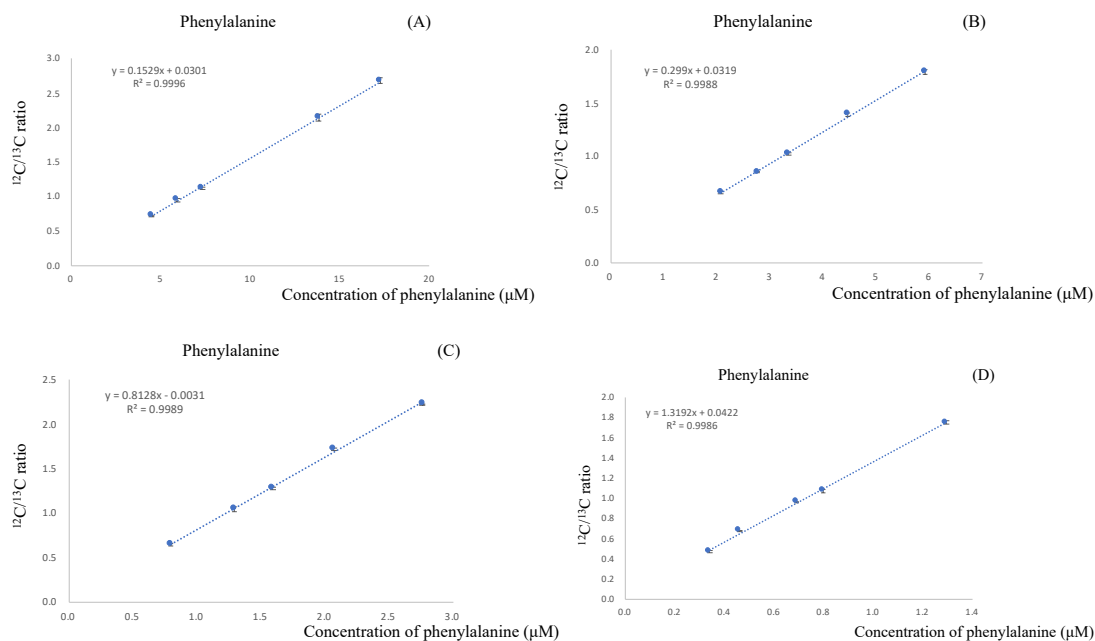 Phenylalanine (A)
y = 0.1529x + 0.0301
R² = 0.9996
3.0
2.5
2.0
1.5
1.0
0.5
0.0
¹²C/¹³C ratio
0 5 10 15 20
Concentration of phenylalanine (μM)
Phenylalanine (B)
y = 0.299x + 0.0319
R² = 0.9988
2.0
1.5
1.0
0.5
0.0
¹²C/¹³C ratio
0 1 2 3 4 5 6 7
Concentration of phenylalanine (μM)
Phenylalanine (C)
y = 0.8128x - 0.0031
R² = 0.9989
2.5
2.0
1.5
1.0
0.5
0.0
¹²C/¹³C ratio
0.0 0.5 1.0 1.5 2.0 2.5 3.0
Concentration of phenylalanine (μM)
Phenylalanine (D)
y = 1.3192x + 0.0422
R² = 0.9986
2.0
1.8
1.6
1.4
1.2
1.0
0.8
0.6
0.4
0.2
0.0
¹²C/¹³C ratio
0.0 0.2 0.4 0.6 0.8 1.0 1.2 1.4
Concentration of phenylalanine (μM)